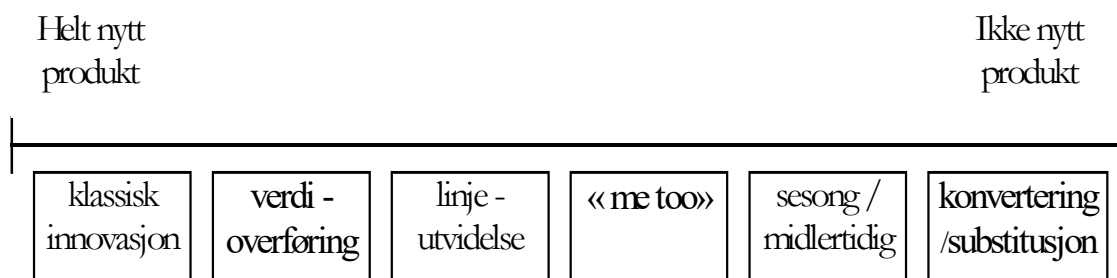 Helt nytt
produkt
Ikke nytt
produkt
klassisk
innovasjon
verdi -
overføring
linje -
utvidelse
« me too»
sesong /
midlertidig
konvertering
/substitusjon